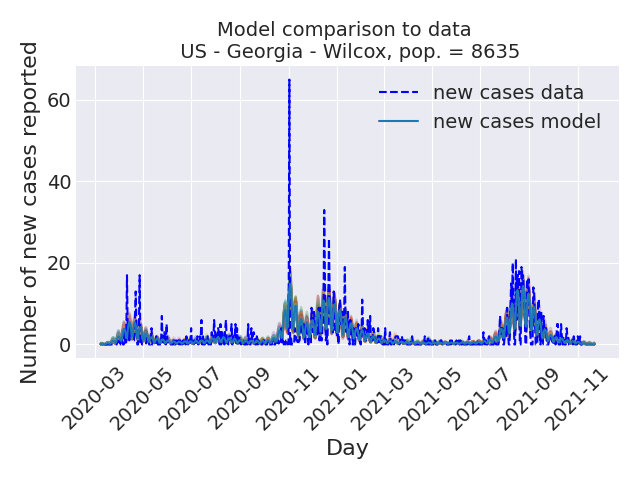 Model comparison to data
US - Georgia - Wilcox, pop. = 8635
Number of new cases reported
60
40
20
0
new cases data
new cases model
2020-03
2020-05
2020-07
2020-09
2020-11
2021-01
2021-03
2021-05
2021-07
2021-09
2021-11
Day